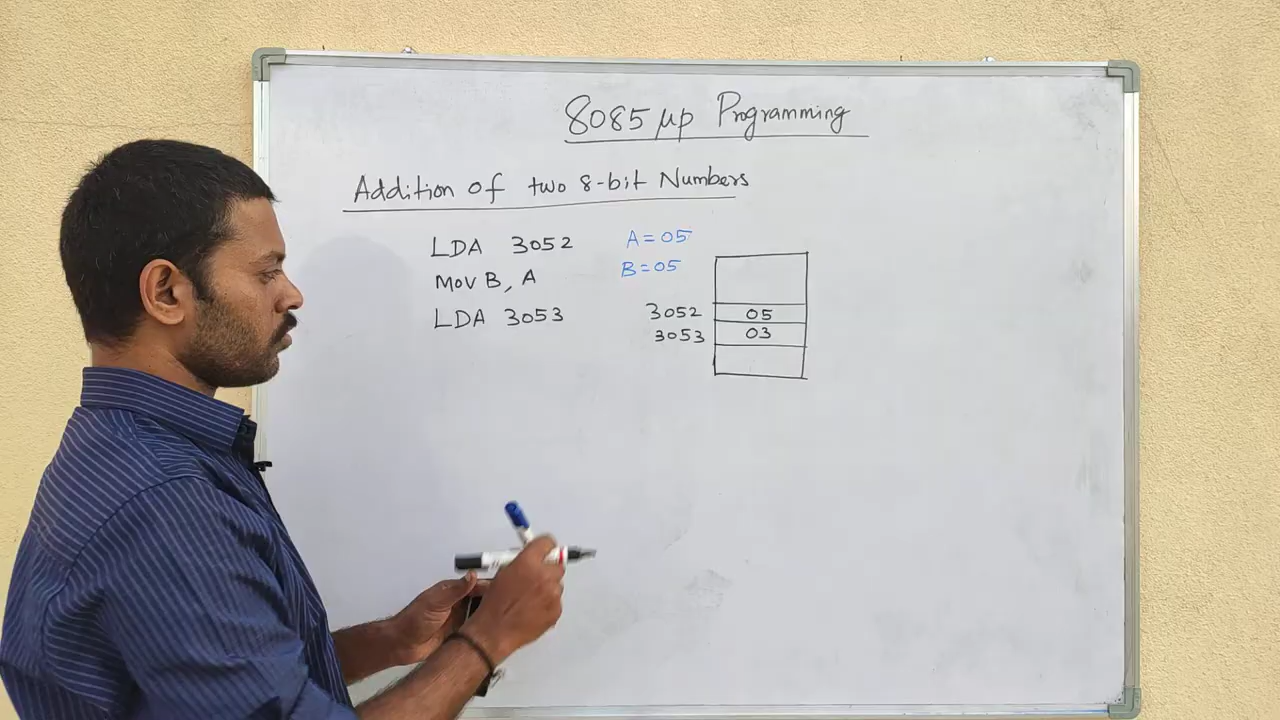 8085 µp Programming
Addition of two 8-bit Numbers
LDA 3052 A=05
MOV B, A B=05
LDA 3053
3052 05
3053 03